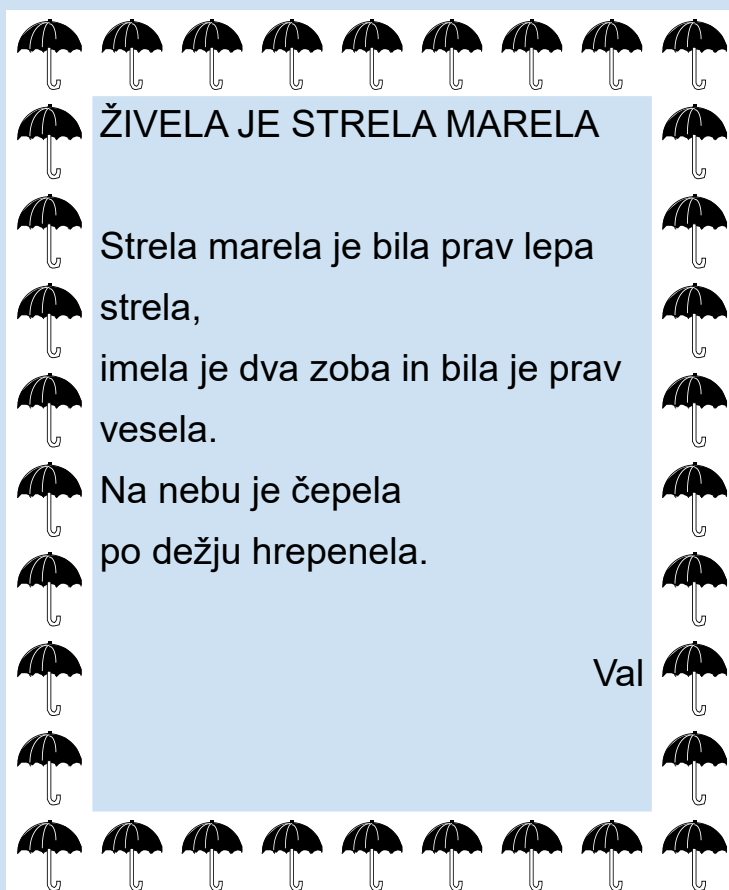 ŽIVELA JE STRELA MARELA
Strela marela je bila prav lepa
strela,
imela je dva zoba in bila je prav
vesela.
Na nebu je čepela
po dežju hrepenela.
Val